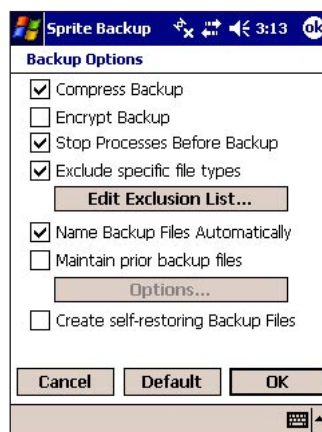 Sprite Backup 3:13 ok
Backup Options
Compress Backup
Encrypt Backup
Stop Processes Before Backup
Exclude specific file types
Edit Exclusion List...
Name Backup Files Automatically
Maintain prior backup files
Options...
Create self-restoring Backup Files
Cancel Default OK